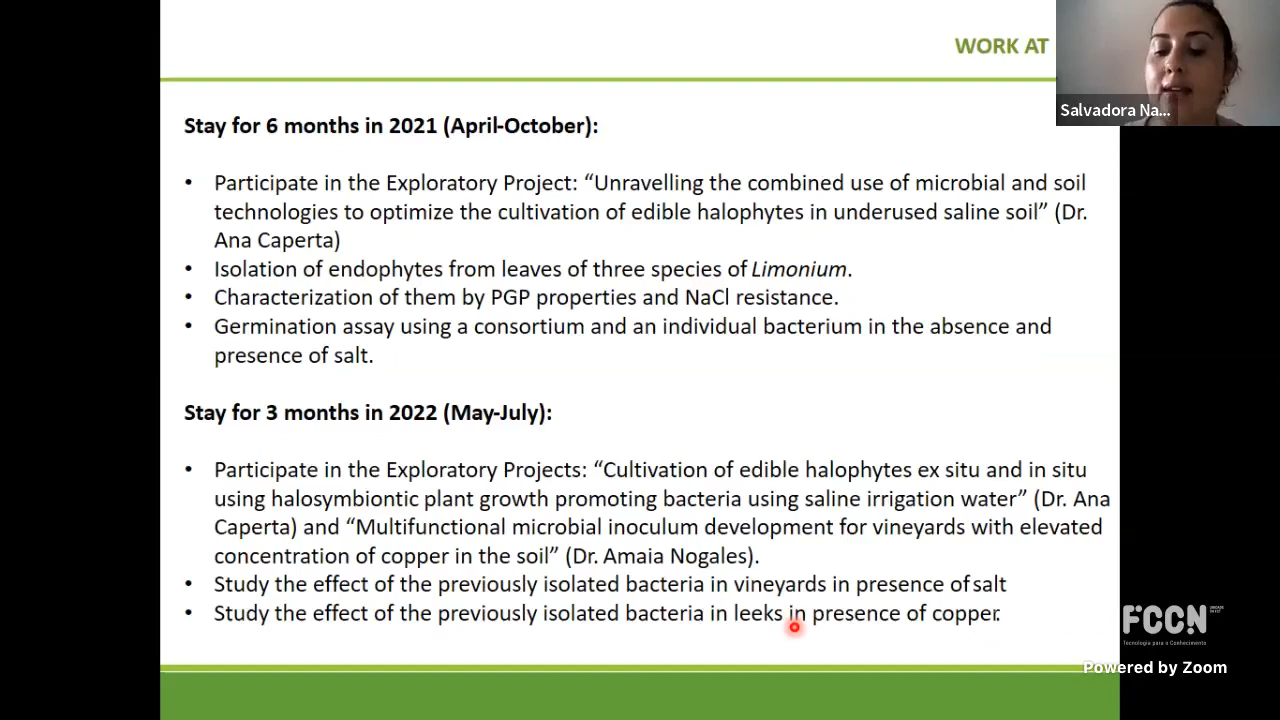 WORK AT
Salvadora Na...
Stay for 6 months in 2021 (April-October):
• Participate in the Exploratory Project: “Unravelling the combined use of microbial and soil
technologies to optimize the cultivation of edible halophytes in underused saline soil” (Dr.
Ana Caperta)
• Isolation of endophytes from leaves of three species of Limonium.
• Characterization of them by PGP properties and NaCl resistance.
• Germination assay using a consortium and an individual bacterium in the absence and
presence of salt.
Stay for 3 months in 2022 (May-July):
• Participate in the Exploratory Projects: “Cultivation of edible halophytes ex situ and in situ
using halosymbiontic plant growth promoting bacteria using saline irrigation water” (Dr. Ana
Caperta) and “Multifunctional microbial inoculum development for vineyards with elevated
concentration of copper in the soil” (Dr. Amaia Nogales).
• Study the effect of the previously isolated bacteria in vineyards in presence of salt
• Study the effect of the previously isolated bacteria in leeks in presence of copper.
FCCN
Tecnologia para o Conhecimento
Powered by Zoom